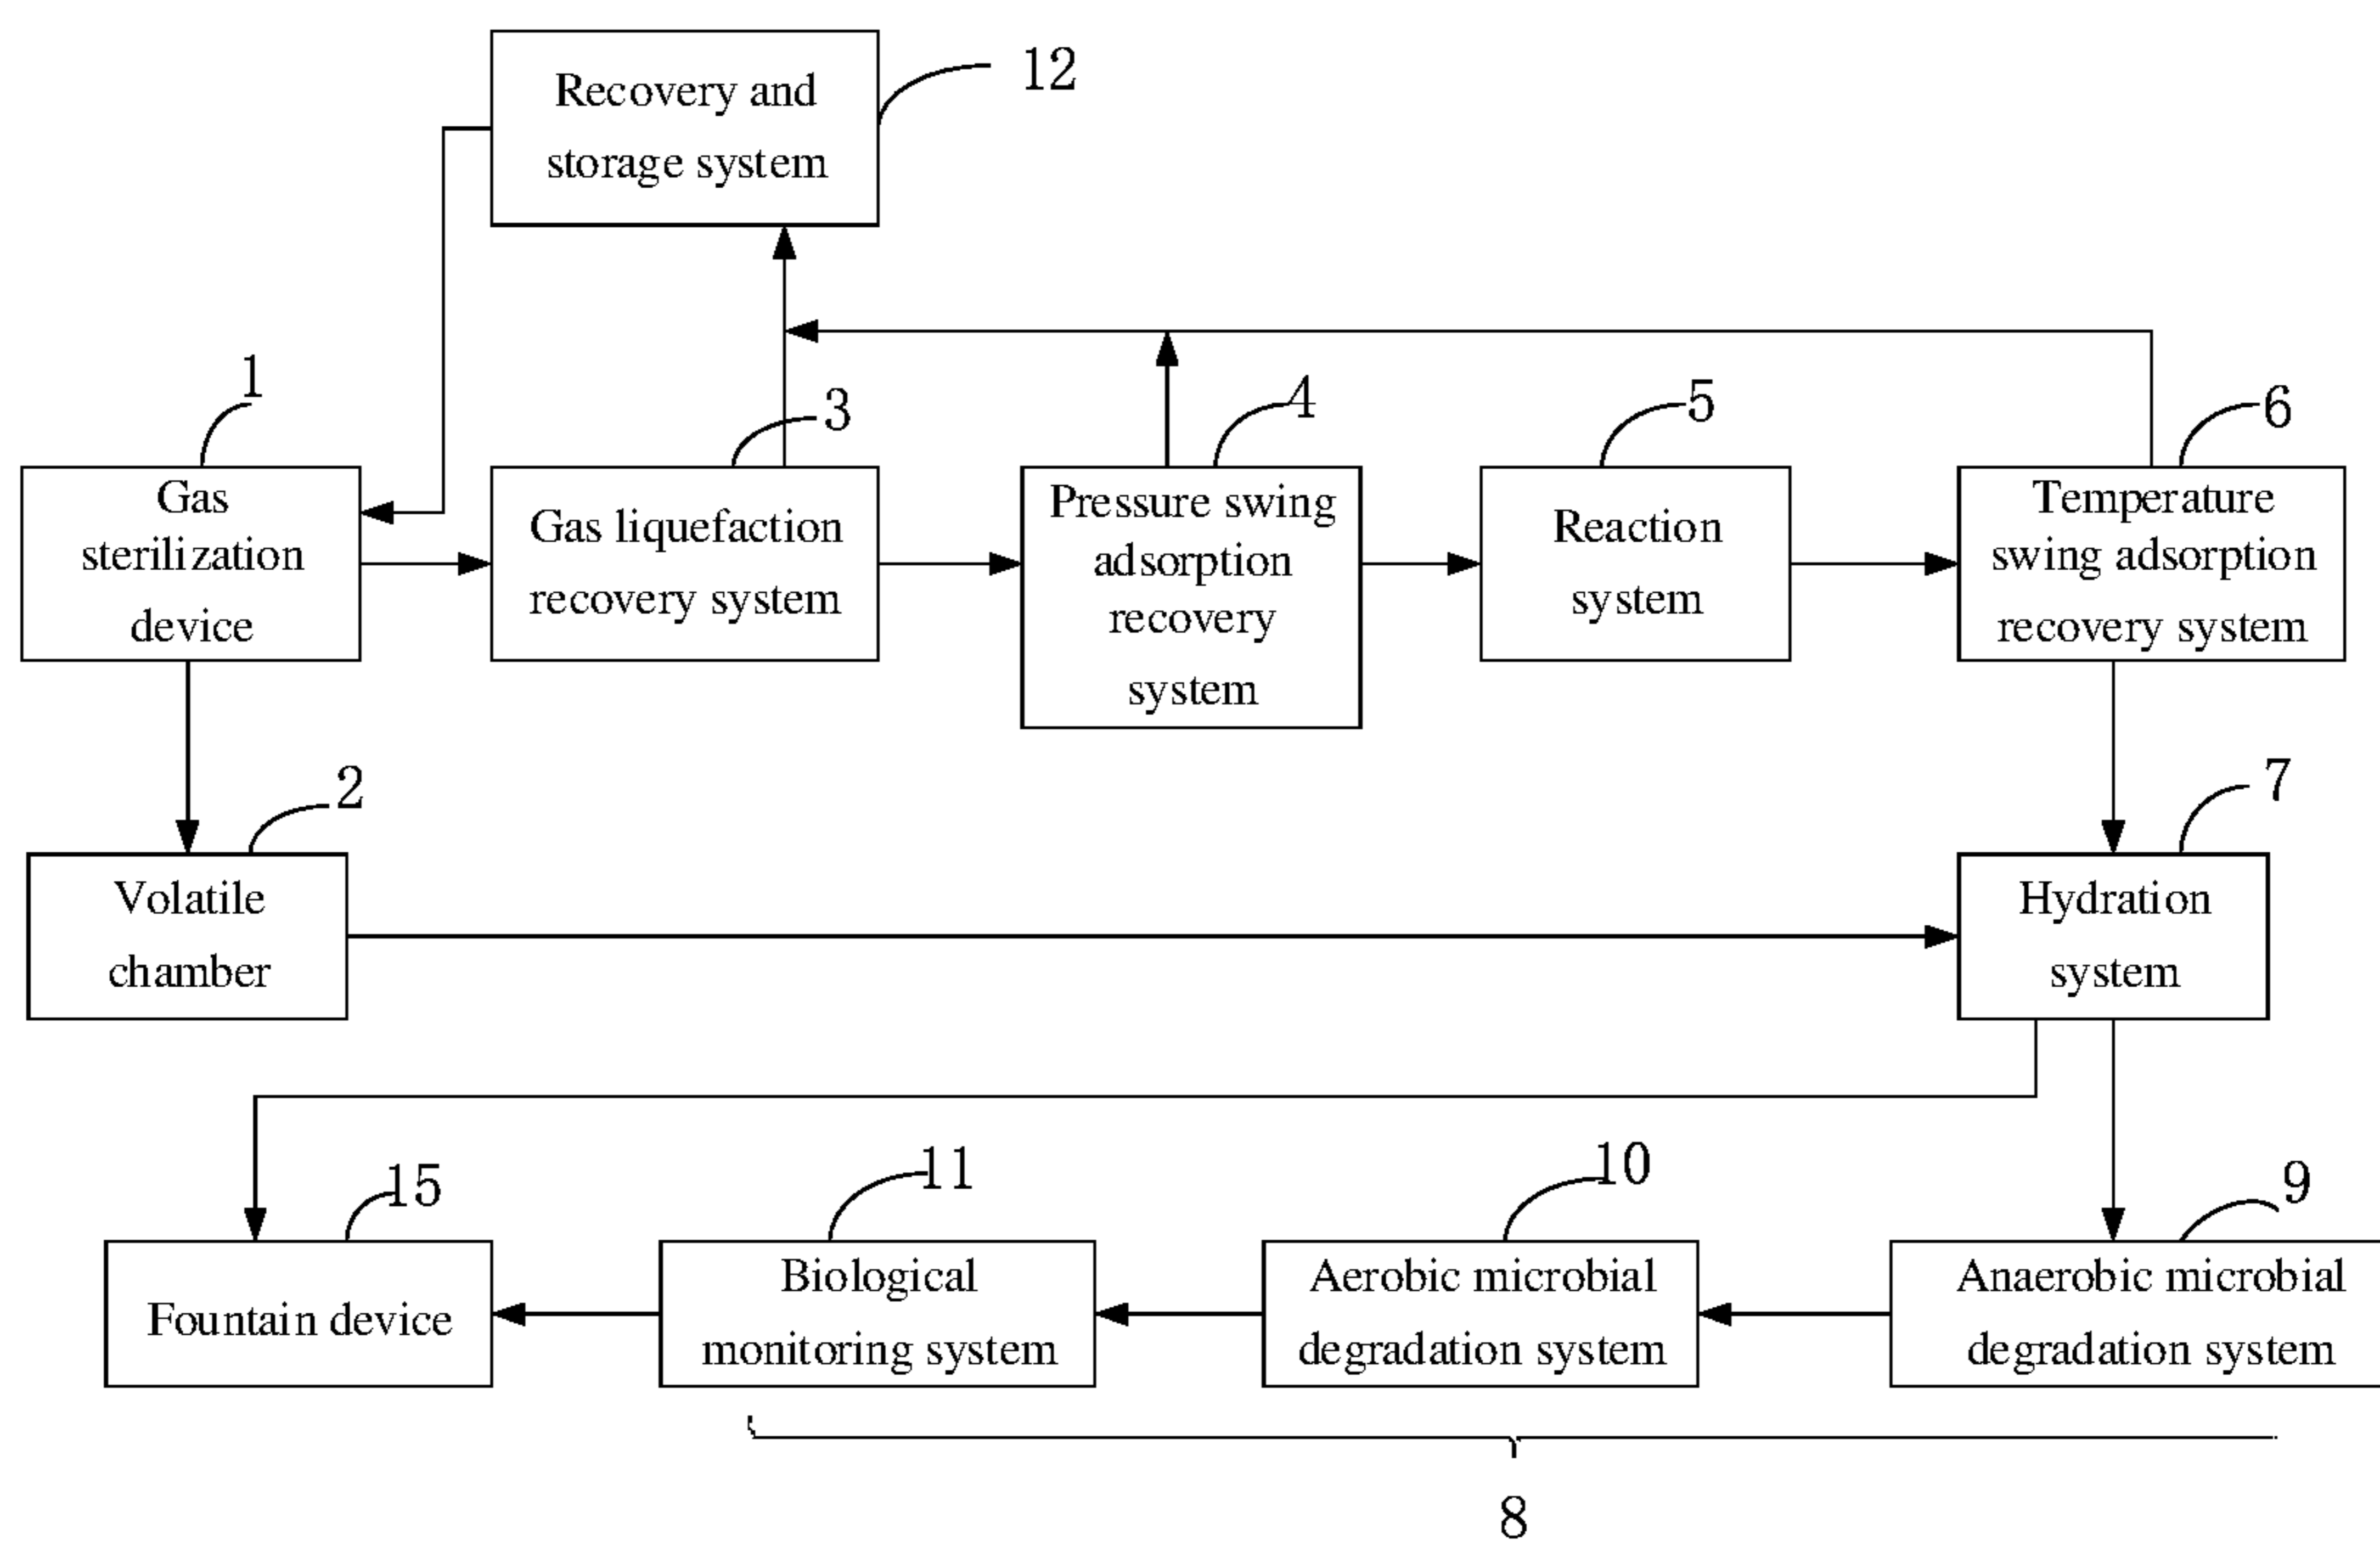 Recovery and
storage system
12
1
3
4
5
6
Gas
sterilization
device
Gas liquefaction
recovery system
Pressure swing
adsorption
recovery
system
Reaction
system
Temperature
swing adsorption
recovery system
2
7
Volatile
chamber
Hydration
system
15
11
10
9
Fountain device
Biological
monitoring system
Aerobic microbial
degradation system
Anaerobic microbial
degradation system
8